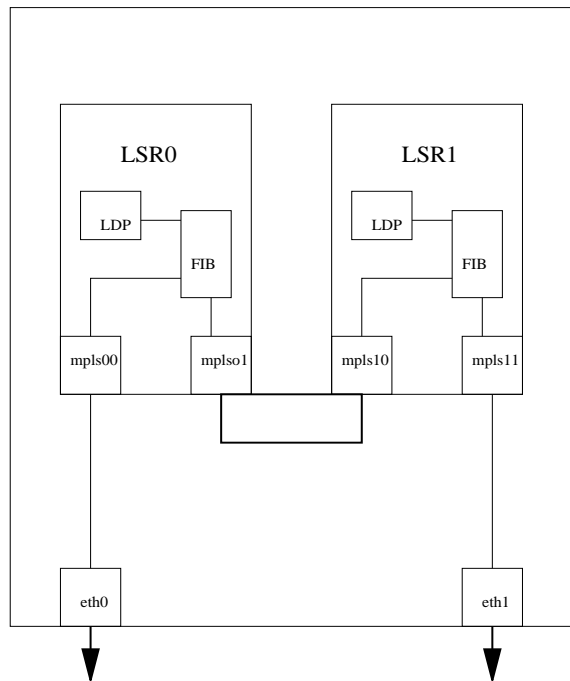 LSR0
LSR1
LDP
LDP
FIB
FIB
mpls00
mplso1
mpls10
mpls11
eth0
eth1